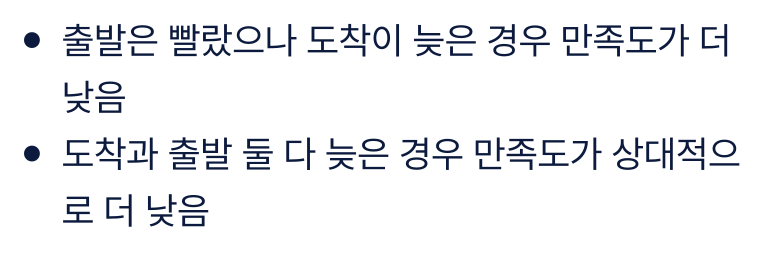 • 출발은 빨랐으나 도착이 늦은 경우 만족도가 더
낮음
• 도착과 출발 둘 다 늦은 경우 만족도가 상대적으
로 더 낮음